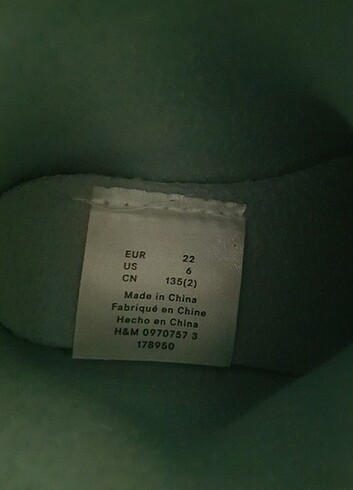 EUR 22
US 6
CN 135(2)
Made in China
Fabriqué en Chine
Hecho en China
H&M 0970757 3
178950